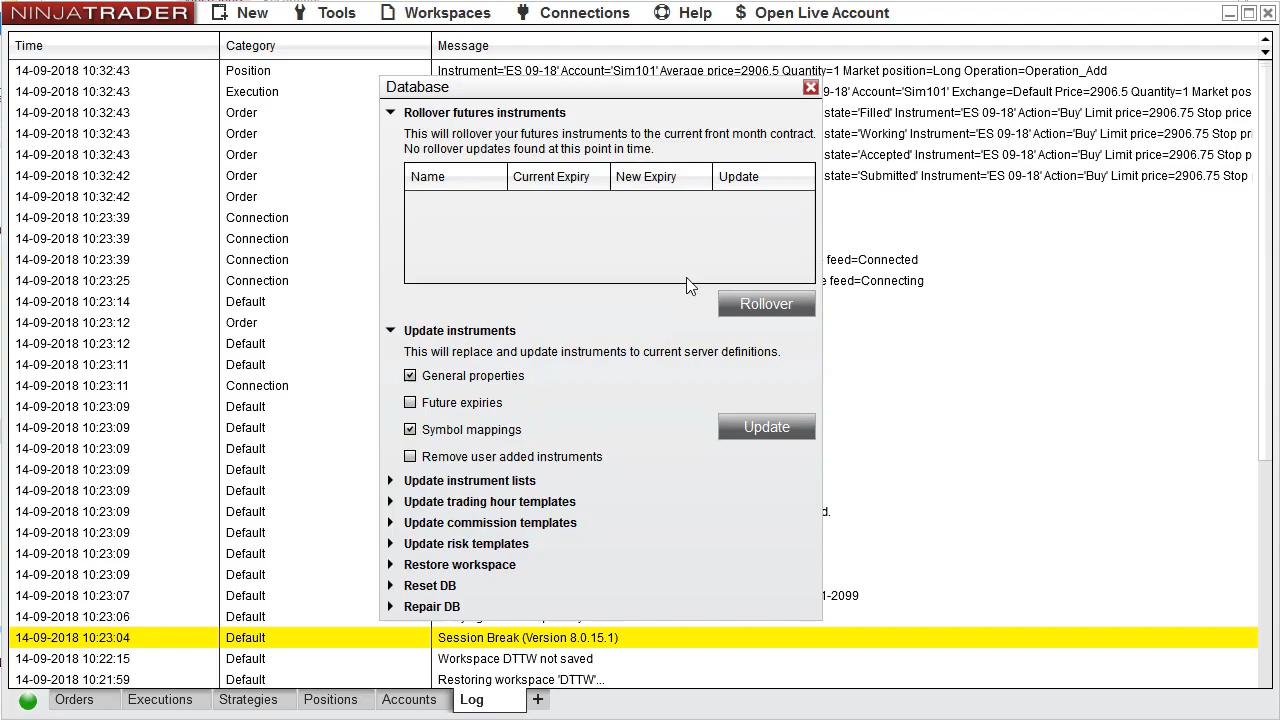 NINJATRADER New Tools Workspaces Connections Help $ Open Live Account
Time Category Message
14-09-2018 10:32:43 Position Instrument='ES 09-18' Account='Sim101' Average price=2906.5 Quantity=1 Market position=Long Operation=Operation_Add
14-09-2018 10:32:43 Execution 'ES 09-18' Account='Sim101' Exchange=Default Price=2906.5 Quantity=1 Market pos
14-09-2018 10:32:43 Order state='Filled' Instrument='ES 09-18' Action='Buy' Limit price=2906.75 Stop pr
14-09-2018 10:32:43 Order state='Working' Instrument='ES 09-18' Action='Buy' Limit price=2906.75 Stop
14-09-2018 10:32:43 Order state='Accepted' Instrument='ES 09-18' Action='Buy' Limit price=2906.75 Stop p
14-09-2018 10:32:43 Order state='Submitted' Instrument='ES 09-18' Action='Buy' Limit price=2906.75 Stop
14-09-2018 10:32:42 Order
14-09-2018 10:23:39 Connection
14-09-2018 10:23:39 Connection
14-09-2018 10:23:39 Connection feed=Connected
14-09-2018 10:23:25 Connection feed=Connecting
14-09-2018 10:23:14 Default
14-09-2018 10:23:12 Order
14-09-2018 10:23:12 Default
14-09-2018 10:23:11 Default
14-09-2018 10:23:11 Connection
14-09-2018 10:23:09 Default
14-09-2018 10:23:09 Default
14-09-2018 10:23:09 Default
14-09-2018 10:23:09 Default
14-09-2018 10:23:09 Default
14-09-2018 10:23:09 Default
14-09-2018 10:23:09 Default
14-09-2018 10:23:09 Default
14-09-2018 10:23:09 Default
14-09-2018 10:23:07 Default 1-2099
14-09-2018 10:23:06 Default
14-09-2018 10:23:04 Default Session Break (Version 8.0.15.1)
14-09-2018 10:22:15 Default Workspace DTTW not saved
14-09-2018 10:21:59 Default Restoring workspace 'DTTW'...
Database
Rollover futures instruments
This will rollover your futures instruments to the current front month contract.
No rollover updates found at this point in time.
Name Current Expiry New Expiry Update
Rollover
Update instruments
This will replace and update instruments to current server definitions.
General properties
Future expiries
Symbol mappings
Update
Remove user added instruments
Update instrument lists
Update trading hour templates
Update commission templates
Update risk templates
Restore workspace
Reset DB
Repair DB
Orders Executions Strategies Positions Accounts Log +